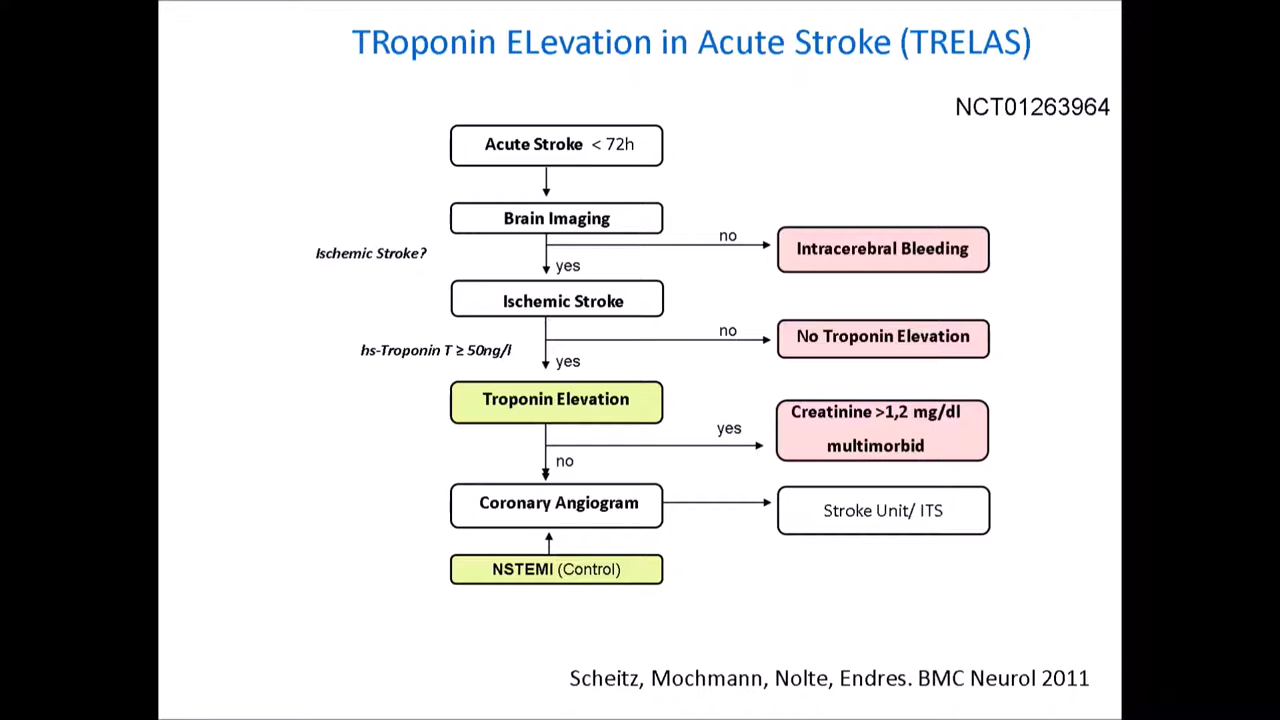 TRoponin ELevation in Acute Stroke (TRELAS)
NCT01263964
Acute Stroke < 72h
Brain Imaging
no
Ischemic Stroke?
Intracerebral Bleeding
yes
Ischemic Stroke
no
hs-Troponin T ≥ 50ng/l
No Troponin Elevation
yes
Troponin Elevation
Creatinine >1,2 mg/dl
multimorbid
yes
no
Coronary Angiogram
Stroke Unit/ ITS
NSTEMI (Control)
Scheitz, Mochmann, Nolte, Endres. BMC Neurol 2011